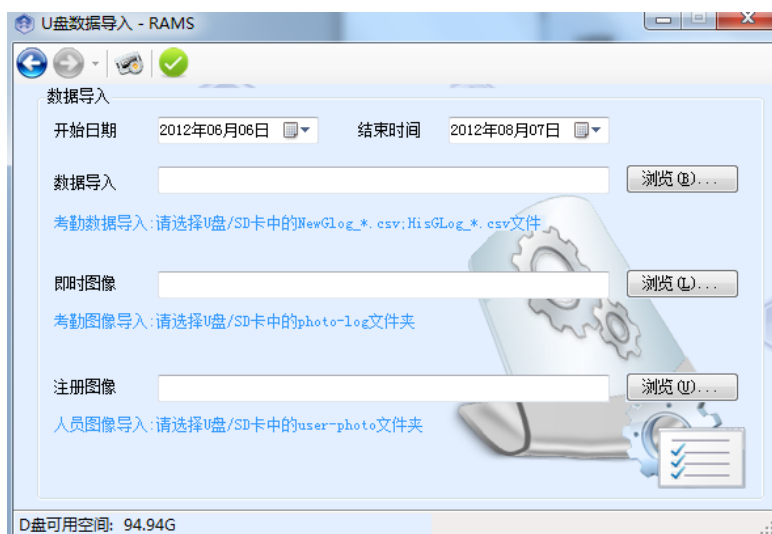 U盘数据导入 - RAMS
数据导入
开始日期 2012年06月06日 结束时间 2012年08月07日
数据导入 浏览(B)...
考勤数据导入:请选择U盘/SD卡中的NewGlog_*.csv;HisGLog_*.csv文件
即时图像 浏览(L)...
考勤图像导入:请选择U盘/SD卡中的photo-log文件夹
注册图像 浏览(U)...
人员图像导入:请选择U盘/SD卡中的user-photo文件夹
D盘可用空间: 94.94G